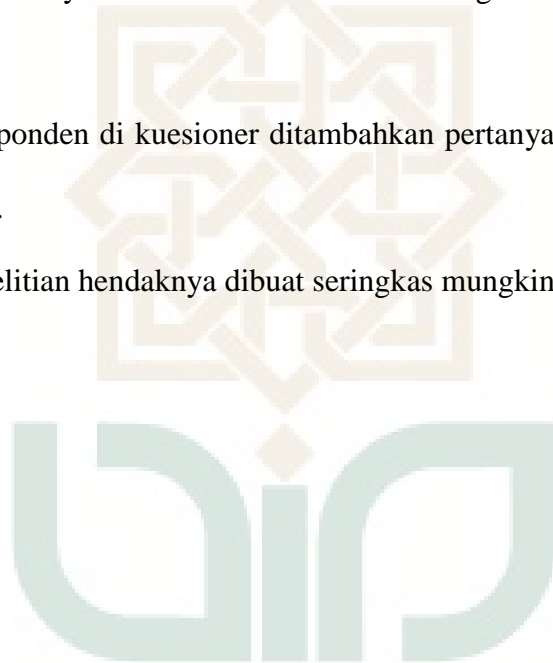 ponden di kuesioner ditambahkan pertanya
.
elitian hendaknya dibuat seringkas mungkin